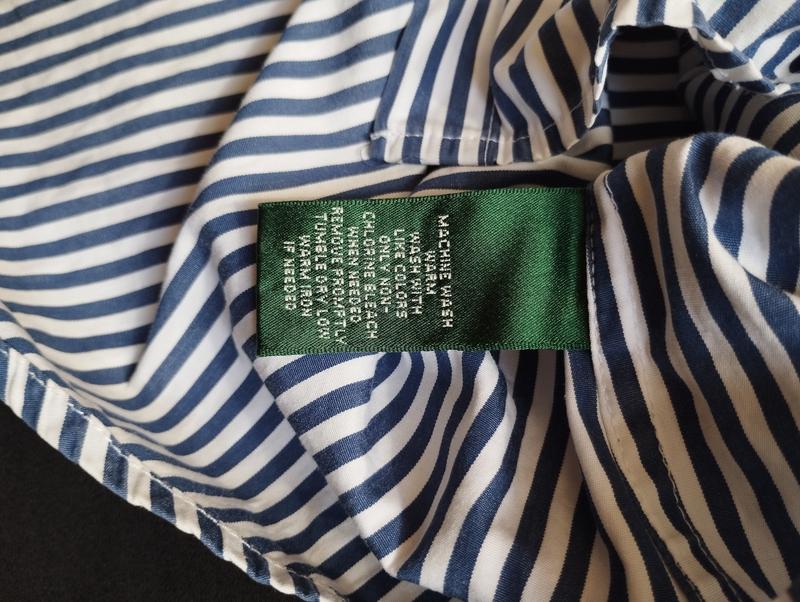 MACHINE WASH
WARM
WASH WITH
LIKE COLORS
ONLY NON-
CHLORINE BLEACH
WHEN NEEDED
REMOVE PROMPTLY
TUMBLE DRY LOW
WARM IRON
IF NEEDED